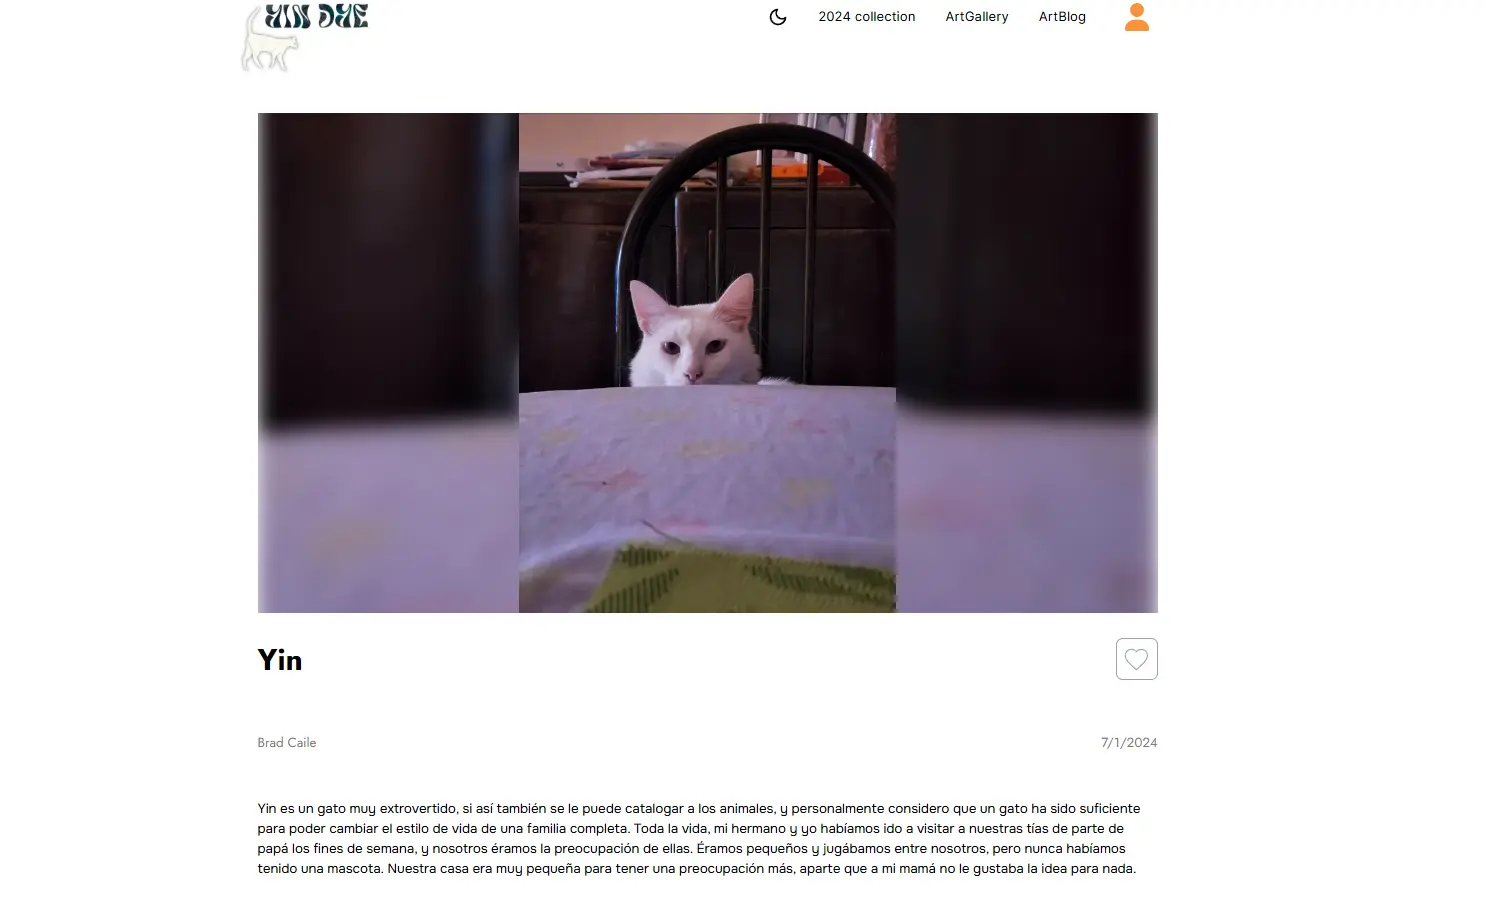 YIN DYE
2024 collection
ArtGallery
ArtBlog
Yin
Brad Caile
7/1/2024
Yin es un gato muy extrovertido, si así también se le puede catalogar a los animales, y personalmente considero que un gato ha sido suficiente
para poder cambiar el estilo de vida de una familia completa. Toda la vida, mi hermano y yo habíamos ido a visitar a nuestras tías de parte de
papá los fines de semana, y nosotros éramos la preocupación de ellas. Éramos pequeños y jugábamos entre nosotros, pero nunca habíamos
tenido una mascota. Nuestra casa era muy pequeña para tener una preocupación más, aparte que a mi mamá no le gustaba la idea para nada.